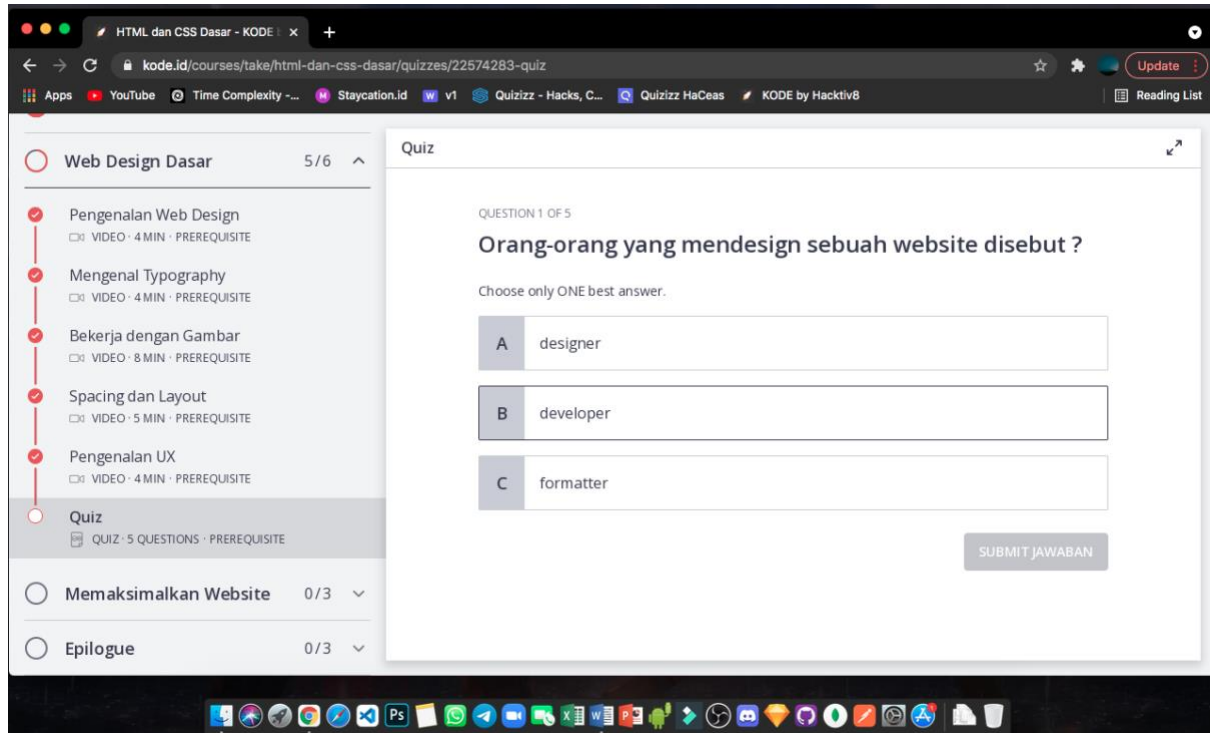 HTML dan CSS Dasar - KODE
kode.id/courses/take/html-dan-css-dasar/quizzes/22574283-quiz
Update
Apps YouTube Time Complexity -... Staycation.id v1 Quizizz - Hacks, C... Quizizz HaCeas KODE by Hacktiv8 Reading List
Web Design Dasar 5/6
Pengenalan Web Design
VIDEO · 4 MIN · PREREQUISITE
Mengenal Typography
VIDEO · 4 MIN · PREREQUISITE
Bekerja dengan Gambar
VIDEO · 8 MIN · PREREQUISITE
Spacing dan Layout
VIDEO · 5 MIN · PREREQUISITE
Pengenalan UX
VIDEO · 4 MIN · PREREQUISITE
Quiz
QUIZ · 5 QUESTIONS · PREREQUISITE
Memaksimalkan Website 0/3
Epilogue 0/3
Quiz
QUESTION 1 OF 5
Orang-orang yang mendesign sebuah website disebut ?
Choose only ONE best answer.
A designer
B developer
C formatter
SUBMIT JAWABAN
Ps